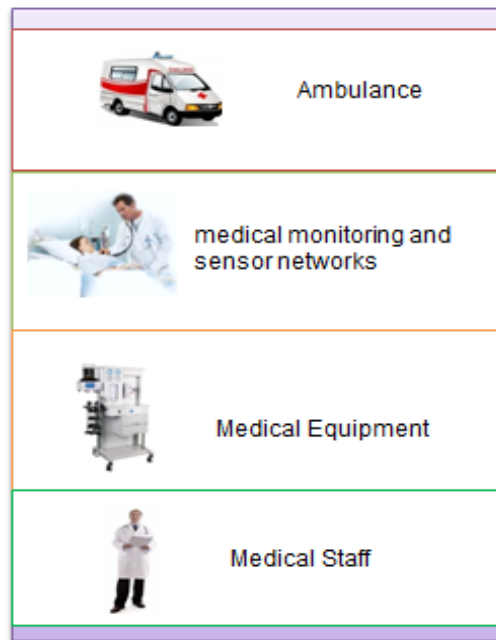 Ambulance
medical monitoring and
sensor networks
Medical Equipment
Medical Staff